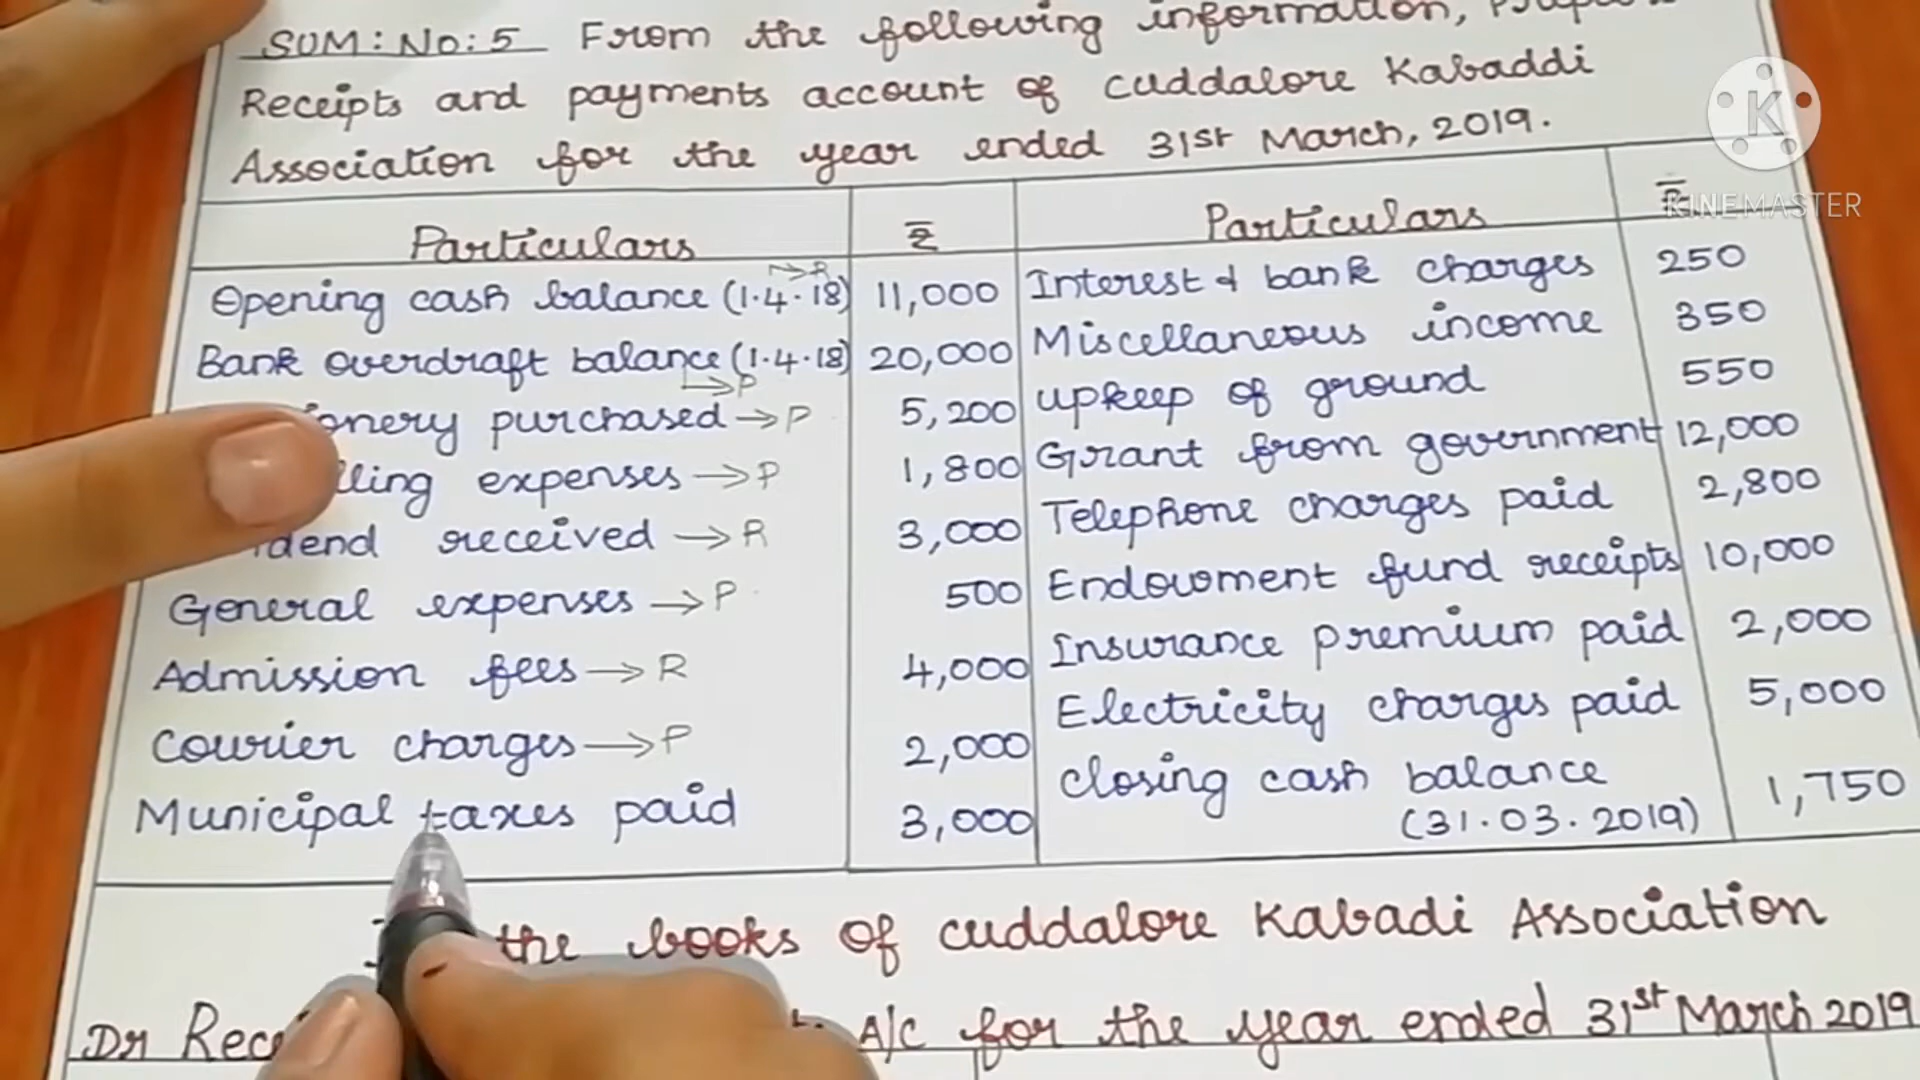 SUM: No: 5 From the following information,
Receipts and payments account of cuddalore Kabaddi
Association for the year ended 31st March, 2019.
Particulars ₹ Particulars ₹
Opening cash balance (1.4.18) → R 11,000 Interest & bank charges 250
Bank overdraft balance (1.4.18) → P 20,000 Miscellaneous income 350
purchased → P 5,200 upkeep of ground 550
expenses → P 1,800 Grant from government 12,000
received → R 3,000 Telephone charges paid 2,800
General expenses → P 500 Endowment fund receipts 10,000
Admission fees → R 4,000 Insurance premium paid 2,000
Courier charges → P 2,000 Electricity charges paid 5,000
Municipal taxes paid 3,000 closing cash balance (31.03.2019) 1,750
the books of cuddalore Kabadi Association
Dr A/C for the year ended 31st March 2019
K
KINEMASTER